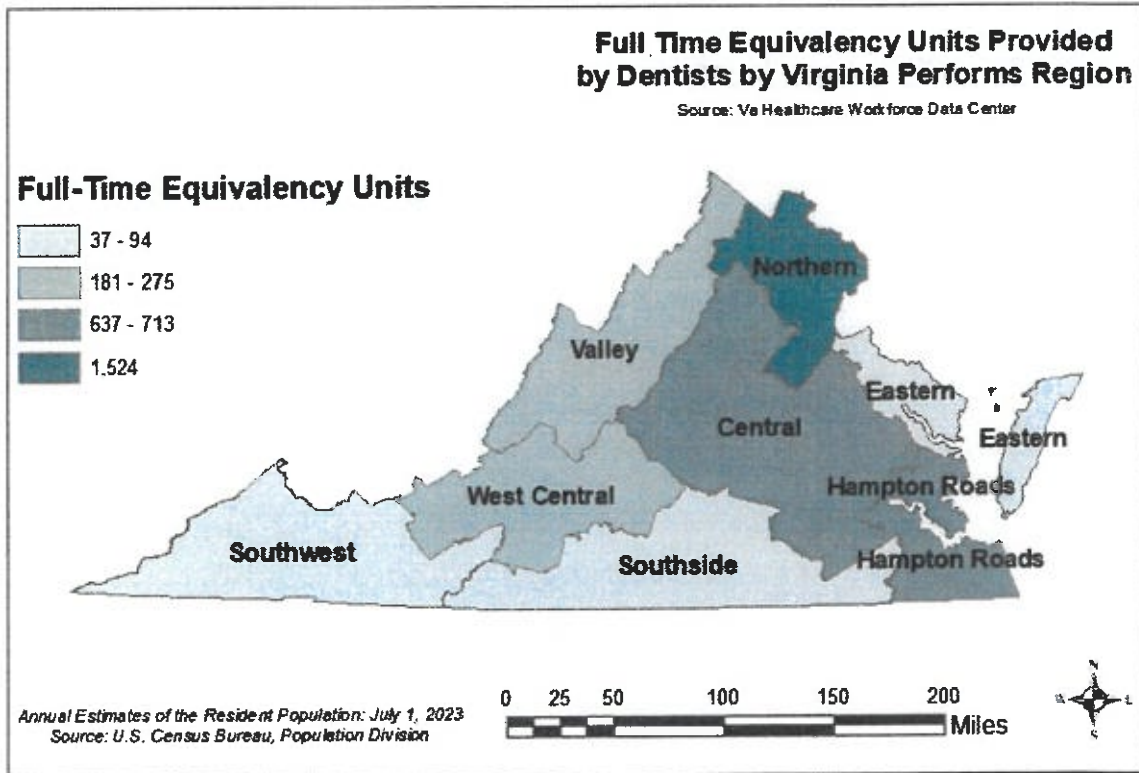 Full Time Equivalency Units Provided
by Dentists by Virginia Performs Region
Source: Va Healthcare Workforce Data Center
Full-Time Equivalency Units
37 - 94
181 - 275
637 - 713
1,524
Northern
Valley
Eastern
Central
Eastern
West Central
Hampton Roads
Southwest
Southside
Hampton Roads
Annual Estimates of the Resident Population: July 1, 2023
Source: U.S. Census Bureau, Population Division
0 25 50 100 150 200
Miles
N
W E
S